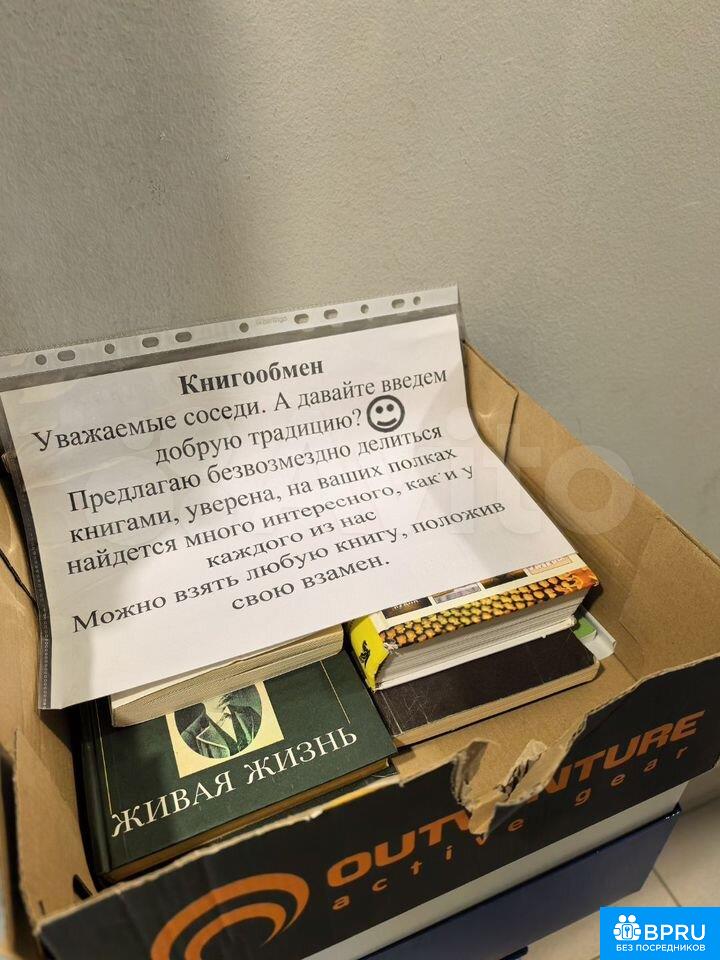 Книгообмен
Уважаемые соседи. А давайте введем
добрую традицию?
Предлагаю безвозмездно делиться
книгами, уверена, на ваших полках
найдется много интересного, как и у
каждого из нас
Можно взять любую книгу, положив
свою взамен.
ЖИВАЯ ЖИЗНЬ
active gear
Avito
BPRU
БЕЗ ПОСРЕДНИКОВ